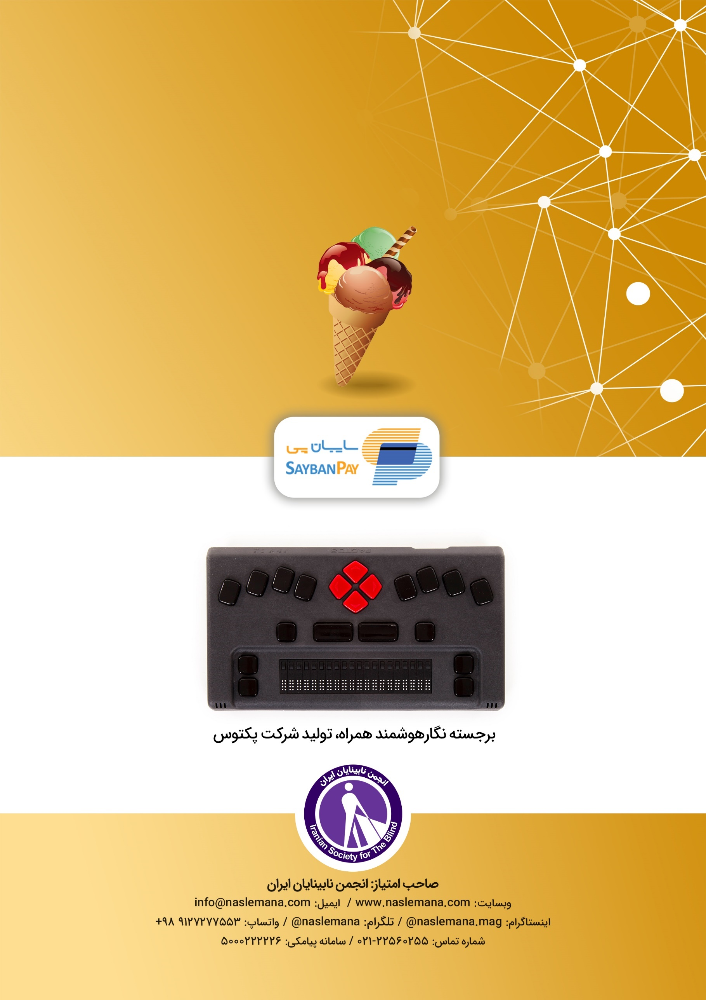 سایبان پی
SAYBANPAY
PACTOS
برجسته نگارهوشمند همراه، تولید شرکت پکتوس
انجمن نابینایان ایران
Iranian Society for The Blind
صاحب امتیاز: انجمن نابینایان ایران
وبسایت: www.naslemana.com / ایمیل: info@naslemana.com
اینستاگرام: @naslemana.mag / تلگرام: @naslemana / واتساپ: ۹۱۲۷۲۷۷۵۵۳ ۹۸+
شماره تماس: ۰۲۱-۲۲۵۶۰۲۵۵ / سامانه پیامکی: ۵۰۰۰۲۲۲۲۲۶